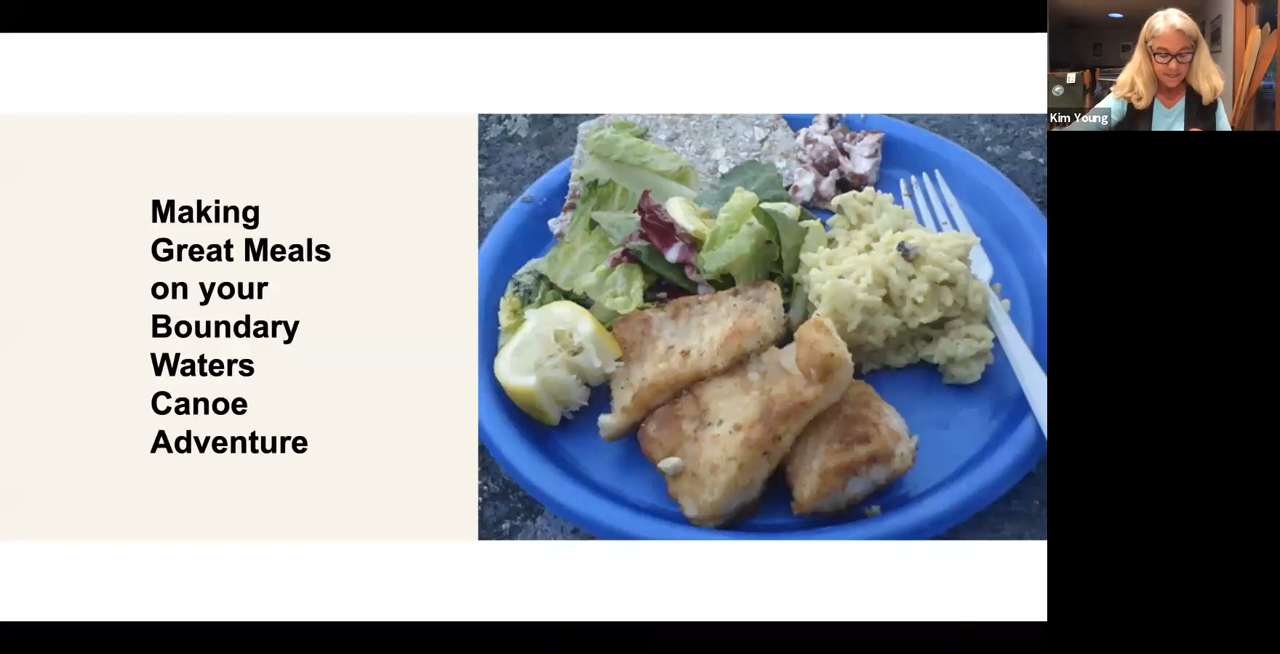 Making
Great Meals
on your
Boundary
Waters
Canoe
Adventure
Kim Young